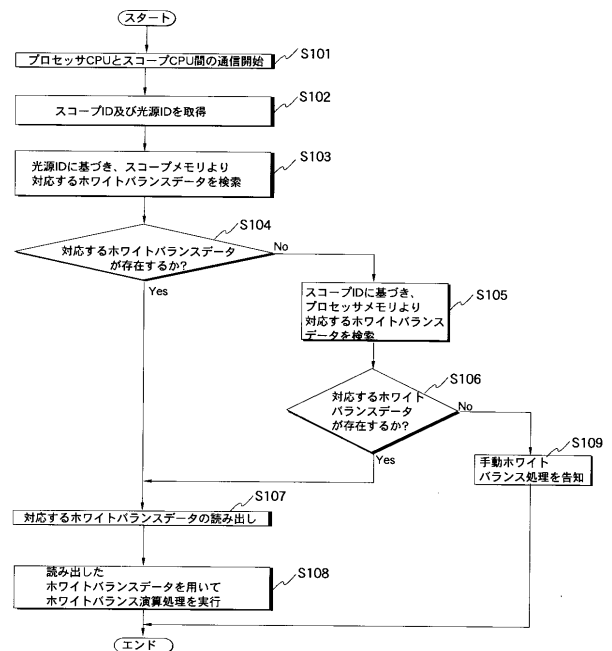 スタート
プロセッサCPUとスコープCPU間の通信開始
S101
スコープID及び光源IDを取得
S102
光源IDに基づき、スコープメモリより
対応するホワイトバランスデータを検索
S103
対応するホワイトバランスデータ
が存在するか?
S104
No
Yes
スコープIDに基づき、
プロセッサメモリより
対応するホワイトバランス
データを検索
S105
対応するホワイト
バランスデータ
が存在するか?
S106
No
Yes
手動ホワイト
バランス処理を告知
S109
対応するホワイトバランスデータの読み出し
S107
読み出した
ホワイトバランスデータを用いて
ホワイトバランス演算処理を実行
S108
エンド